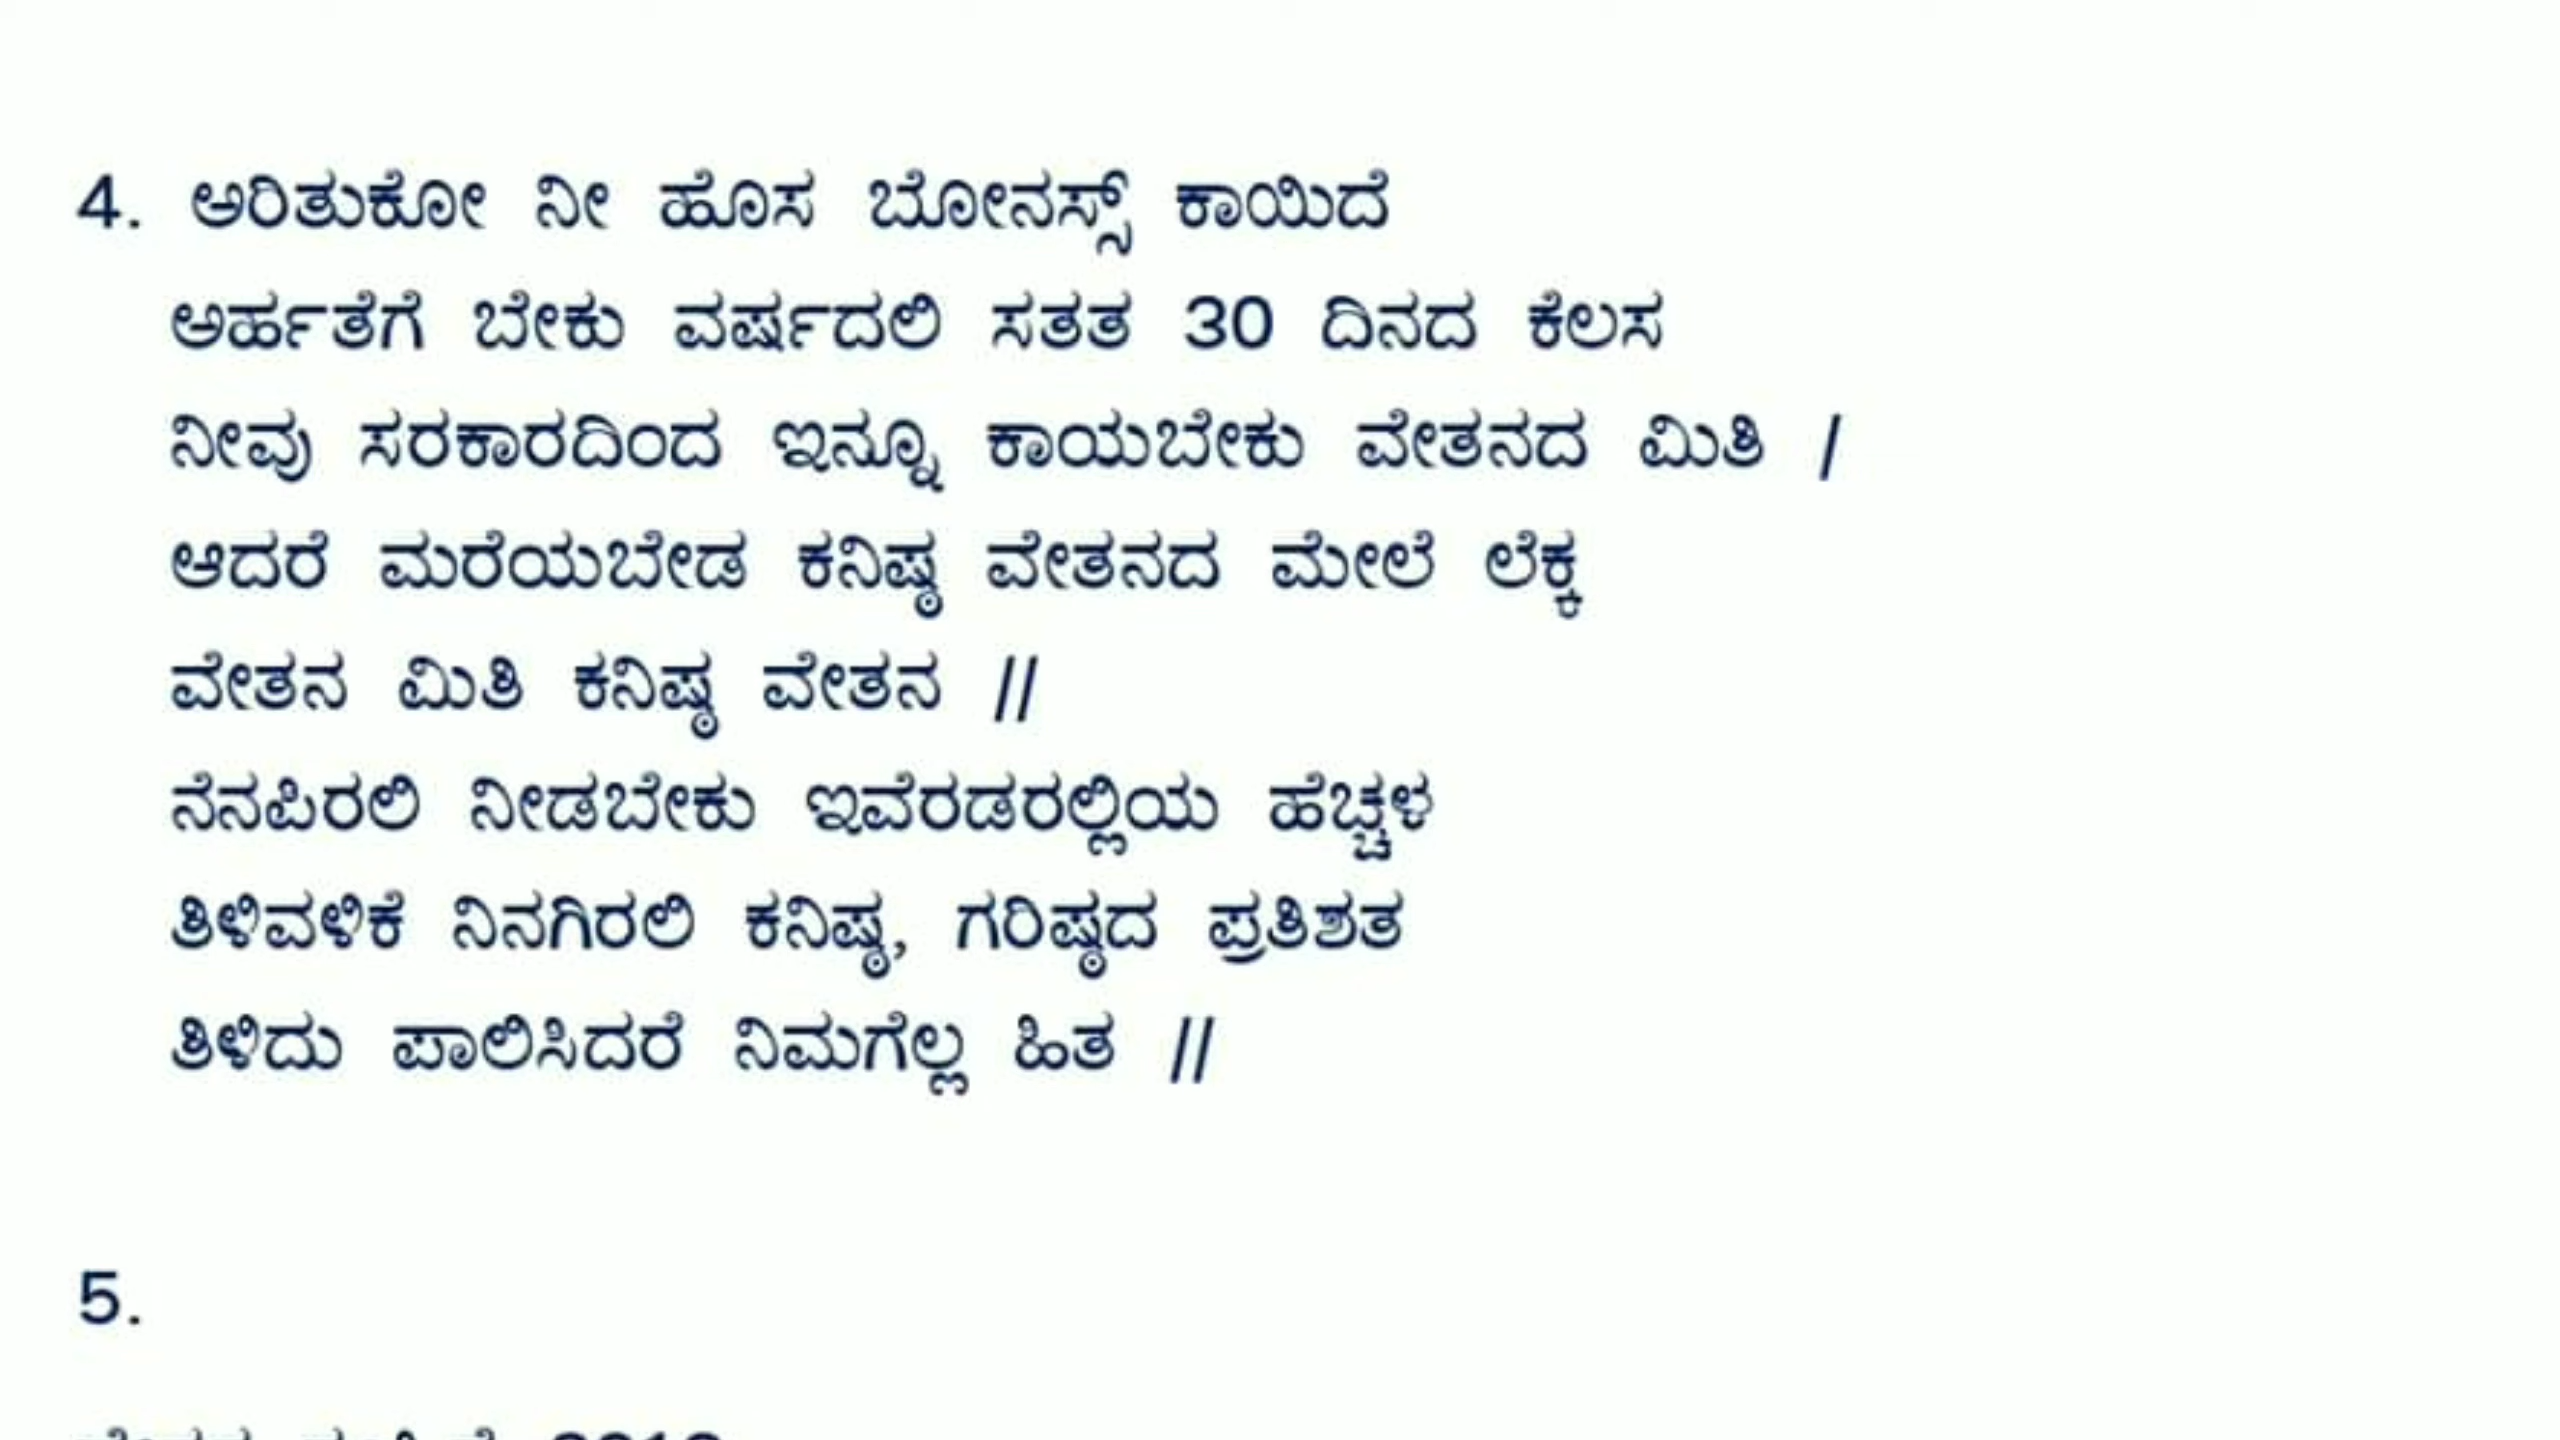 4. ಅರಿತುಕೋ ನೀ ಹೊಸ ಬೋನಸ್ಸ್ ಕಾಯಿದೆ
ಅರ್ಹತೆಗೆ ಬೇಕು ವರ್ಷದಲಿ ಸತತ 30 ದಿನದ ಕೆಲಸ
ನೀವು ಸರಕಾರದಿಂದ ಇನ್ನೂ ಕಾಯಬೇಕು ವೇತನದ ಮಿತಿ /
ಆದರೆ ಮರೆಯಬೇಡ ಕನಿಷ್ಠ ವೇತನದ ಮೇಲೆ ಲೆಕ್ಕ
ವೇತನ ಮಿತಿ ಕನಿಷ್ಠ ವೇತನ //
ನೆನಪಿರಲಿ ನೀಡಬೇಕು ಇವೆರಡರಲ್ಲಿಯ ಹೆಚ್ಚಳ
ತಿಳಿವಳಿಕೆ ನಿನಗಿರಲಿ ಕನಿಷ್ಠ, ಗರಿಷ್ಠದ ಪ್ರತಿಶತ
ತಿಳಿದು ಪಾಲಿಸಿದರೆ ನಿಮಗೆಲ್ಲ ಹಿತ //
5.